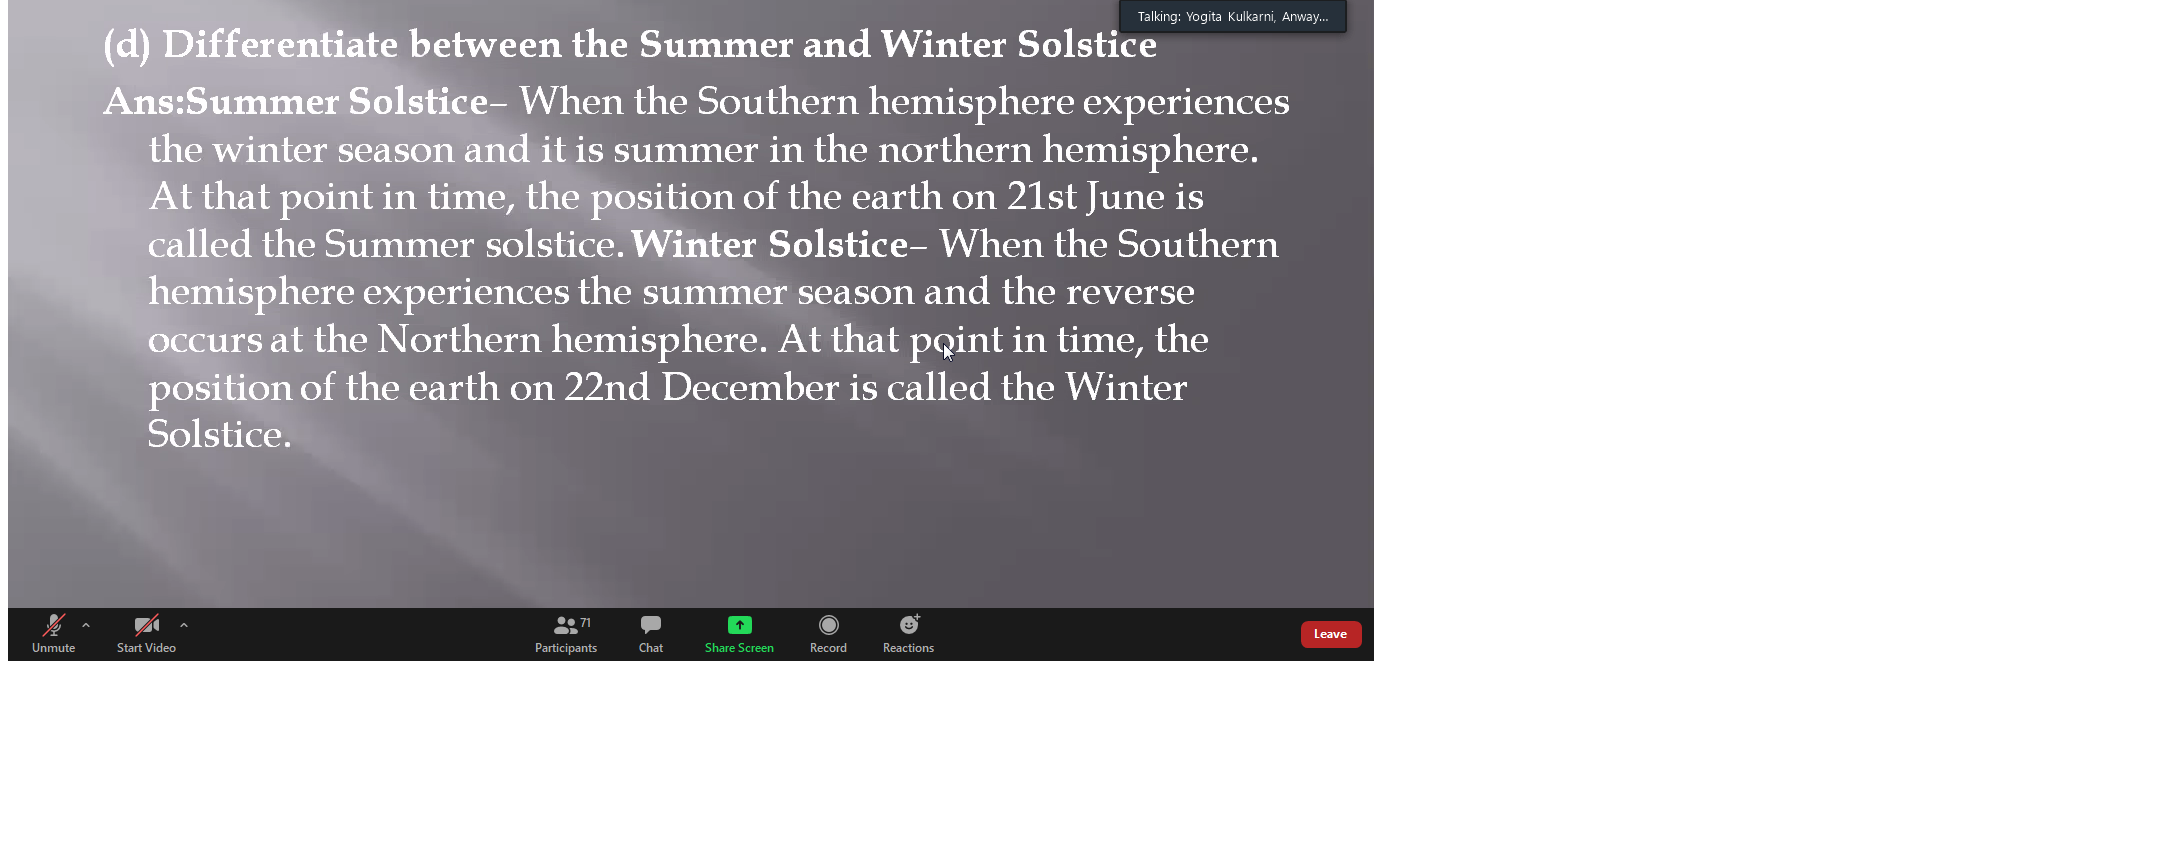 Talking: Yogita Kulkarni, Anway...
(d) Differentiate between the Summer and Winter Solstice
Ans:Summer Solstice– When the Southern hemisphere experiences
the winter season and it is summer in the northern hemisphere.
At that point in time, the position of the earth on 21st June is
called the Summer solstice. Winter Solstice– When the Southern
hemisphere experiences the summer season and the reverse
occurs at the Northern hemisphere. At that point in time, the
position of the earth on 22nd December is called the Winter
Solstice.
71
Unmute Start Video Participants Chat Share Screen Record Reactions Leave